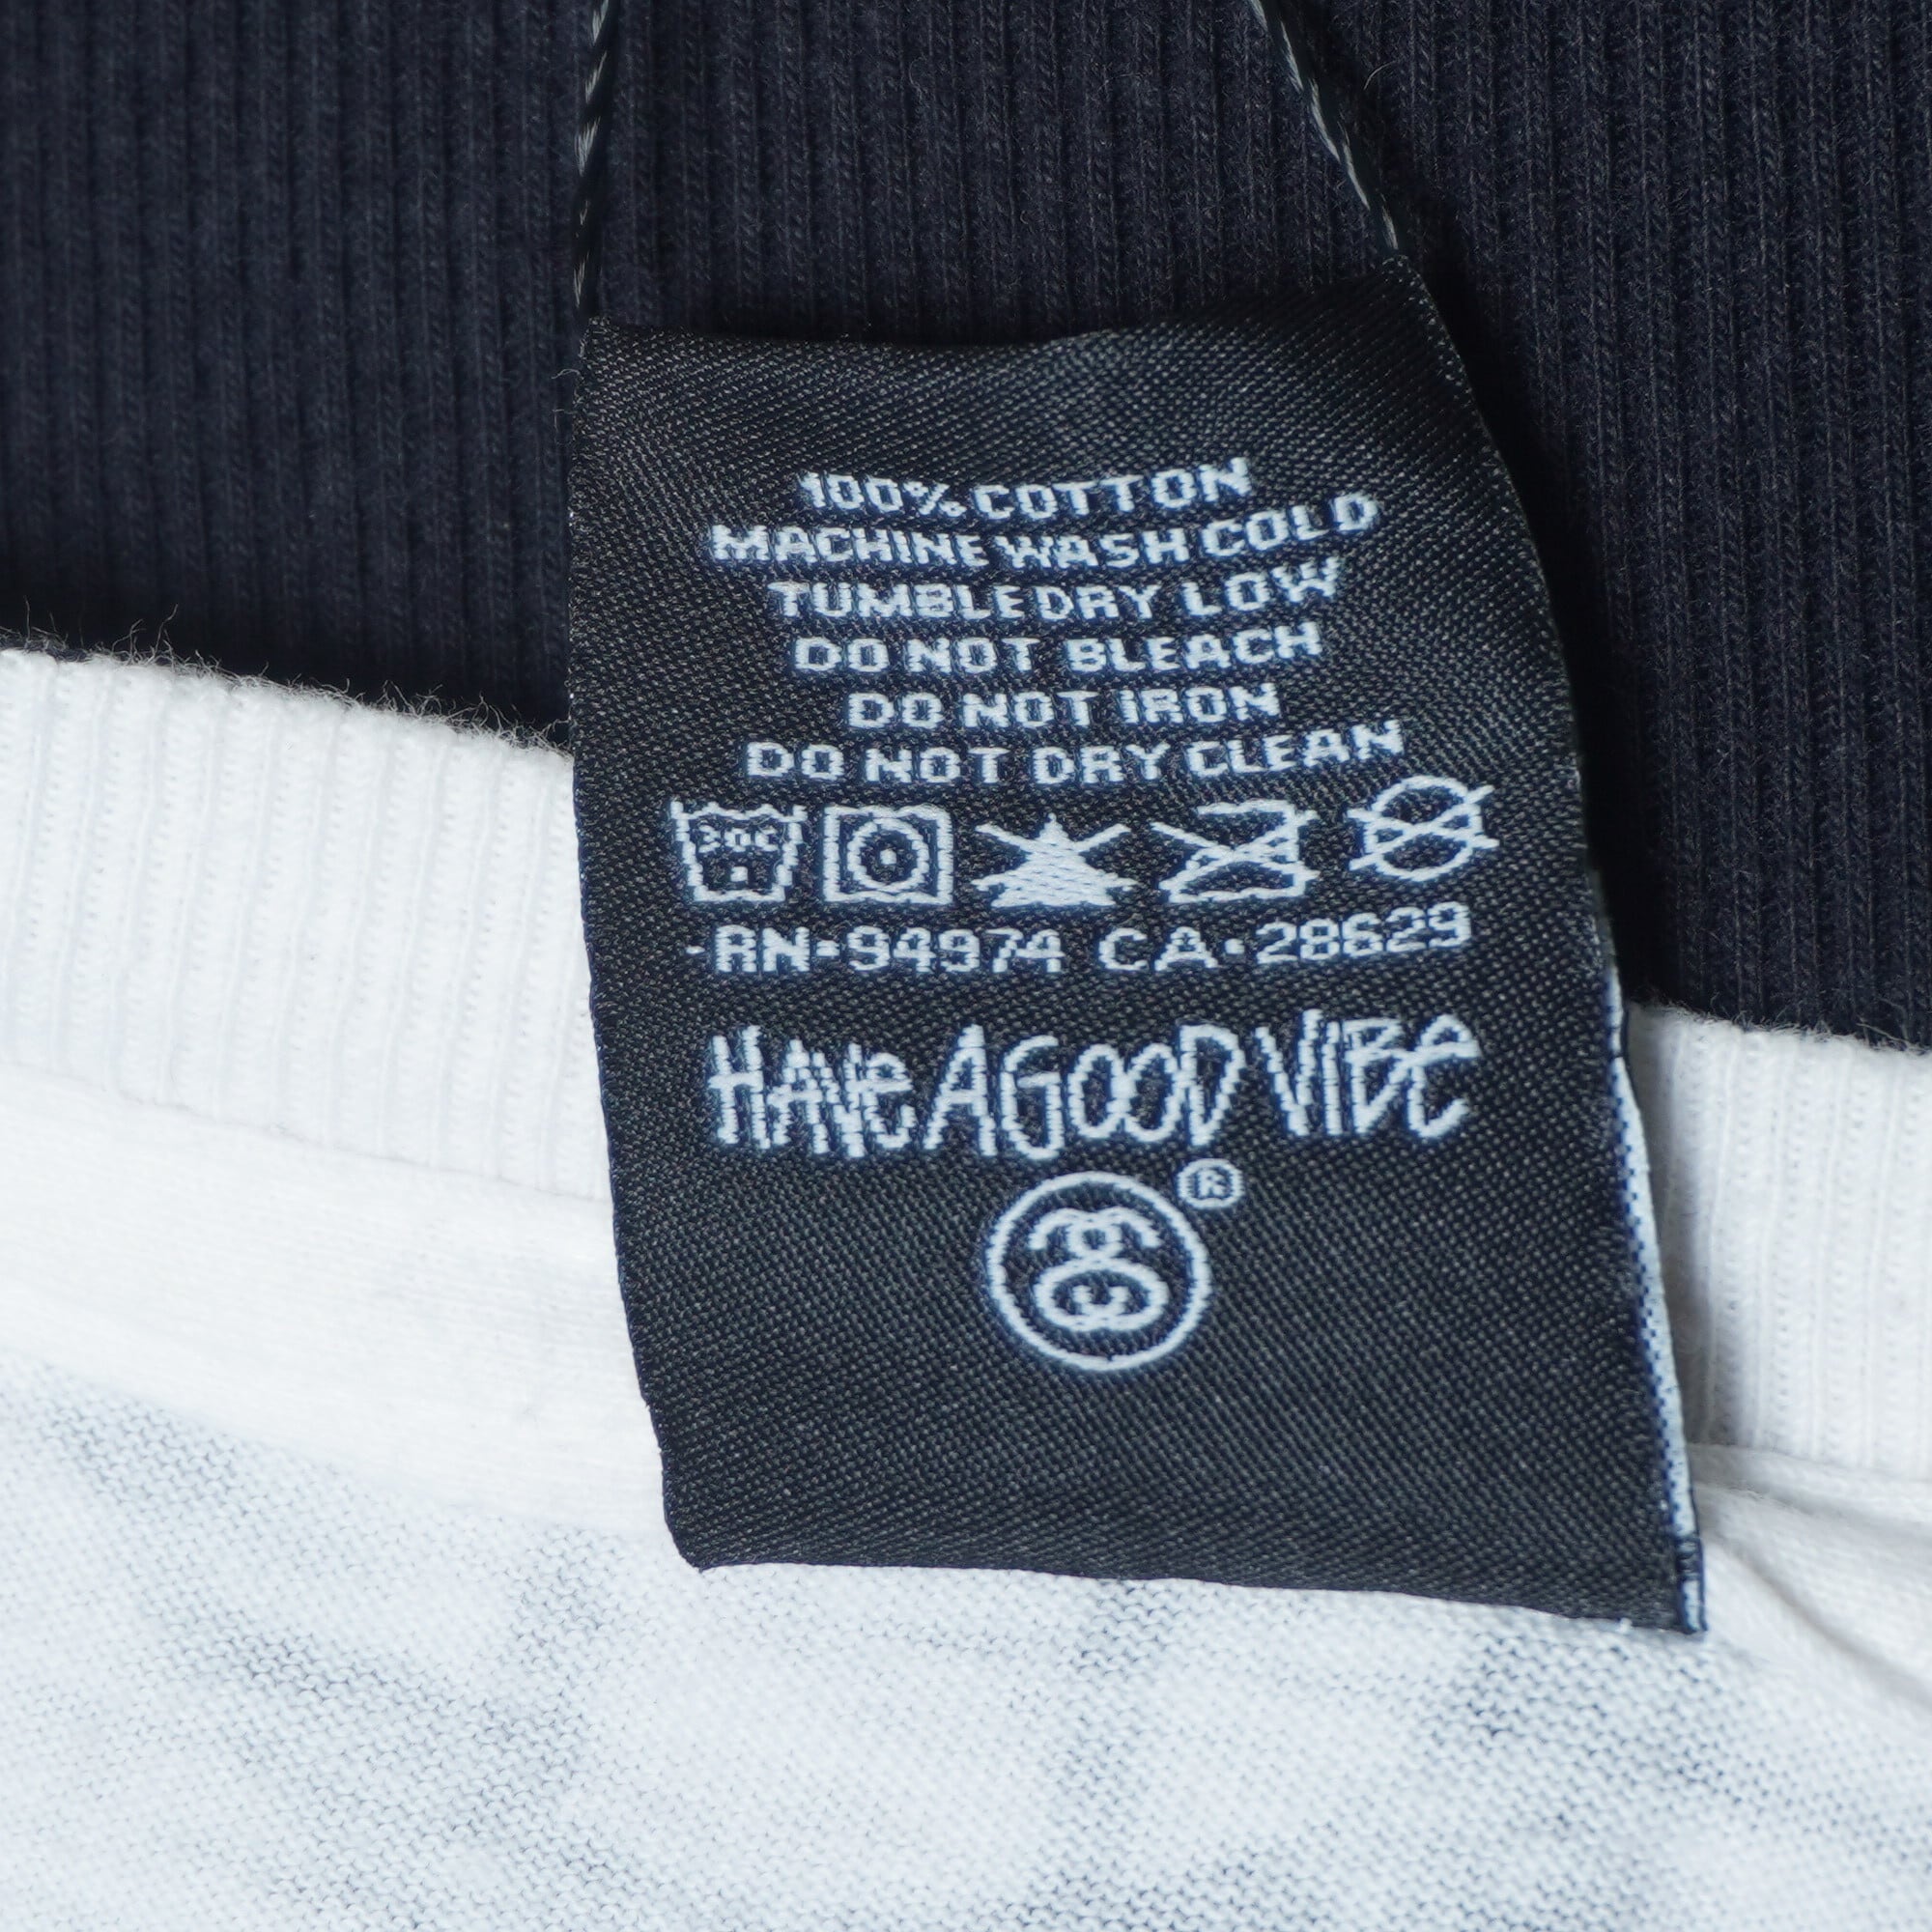 100% COTTON
MACHINE WASH COLD
TUMBLE DRY LOW
DO NOT BLEACH
DO NOT IRON
DO NOT DRY CLEAN
30C
-RN-94974 CA-28629
HAVE A GOOD VIBE
®